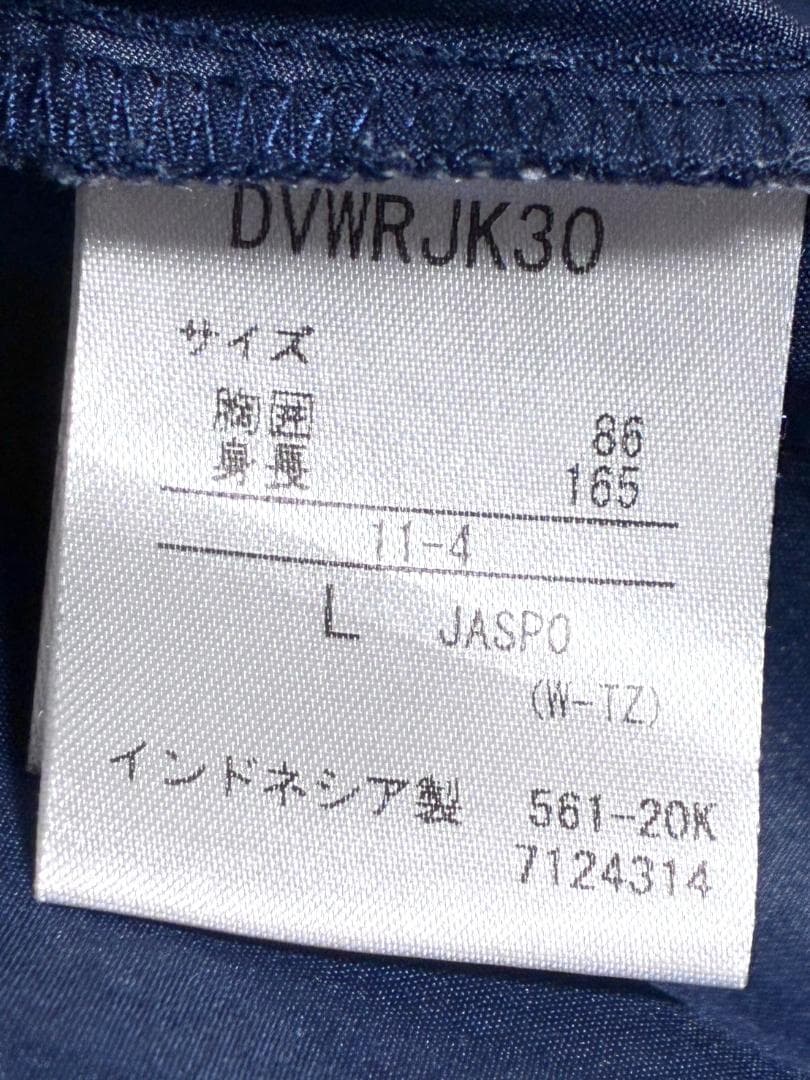 DVWRJK30
サイズ
胸囲 86
身長 165
11-4
L JASPO
(W-TZ)
インドネシア製 561-20K
7124314